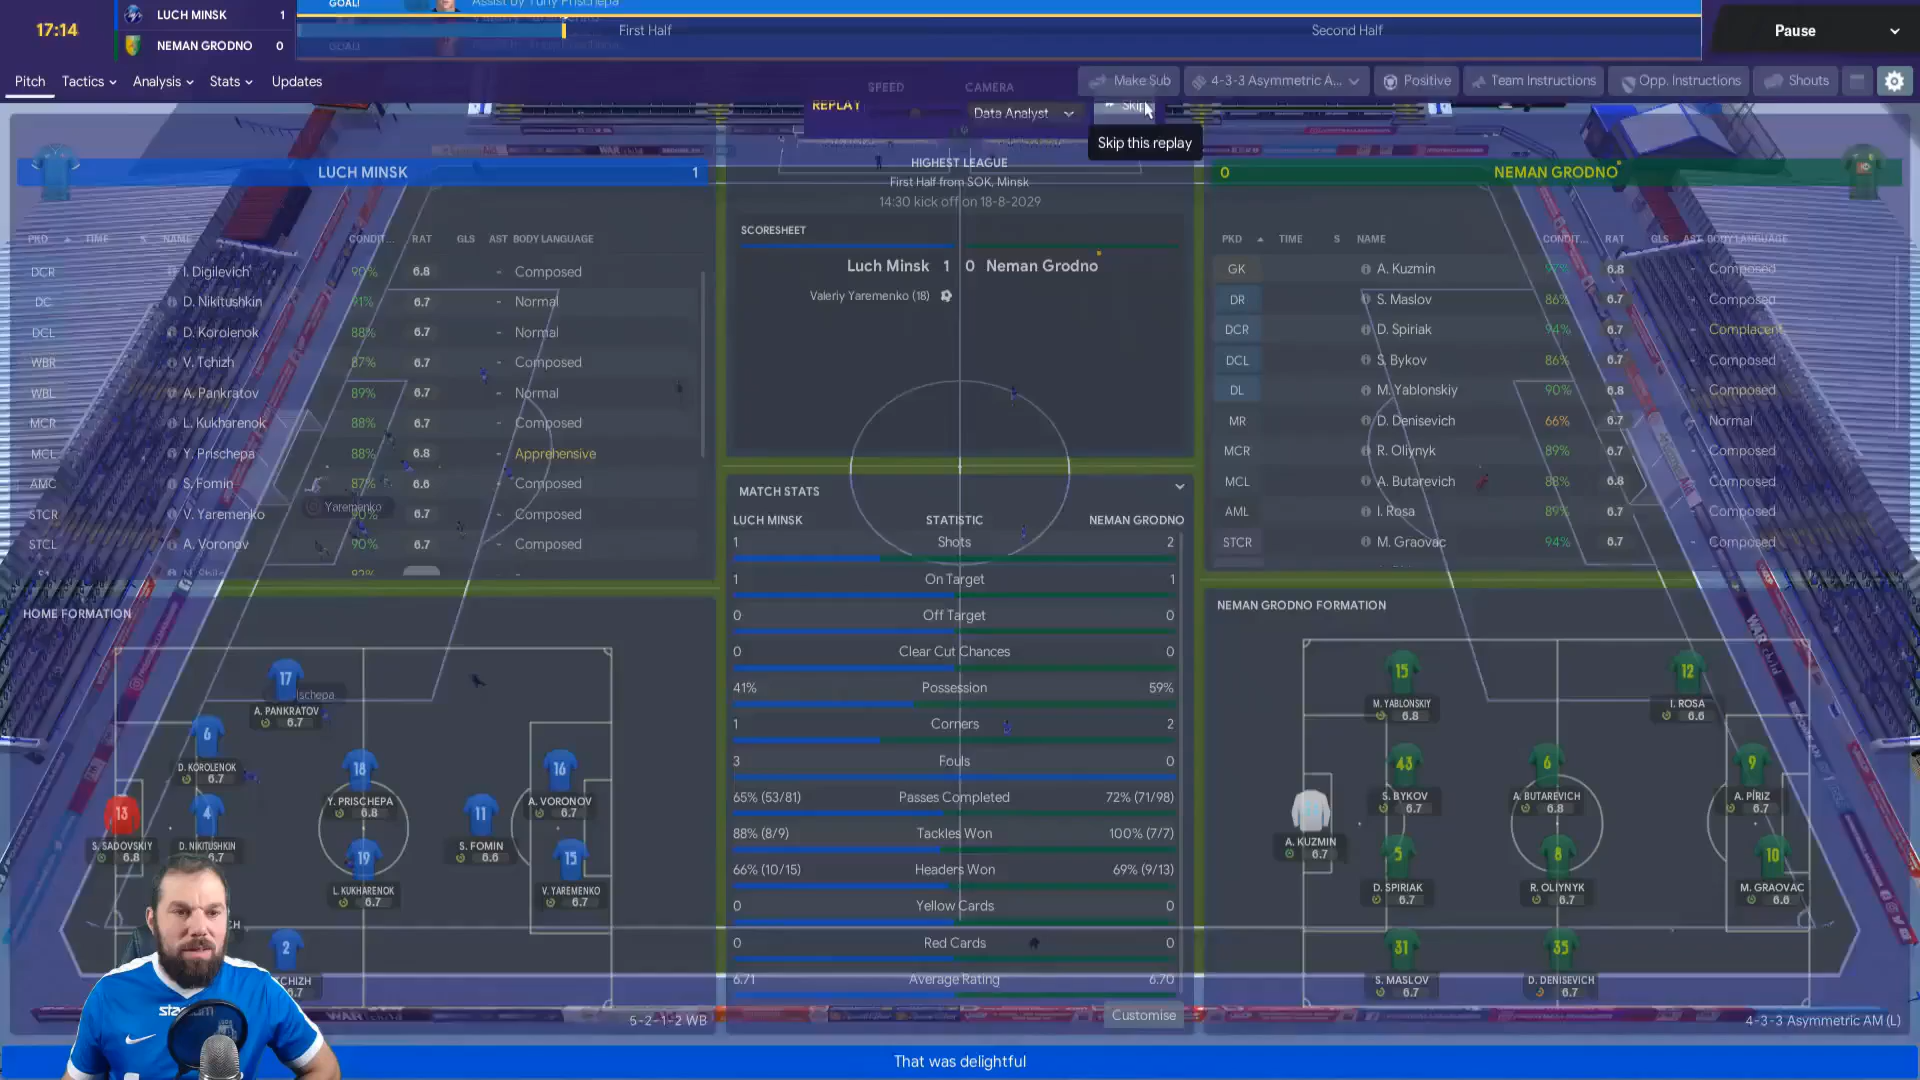 17:14
LUCH MINSK 1
NEMAN GRODNO 0
GOAL!
Assist by Yuriy Prischepa
First Half
Second Half
Pause
Pitch
Tactics
Analysis
Stats
Updates
SPEED
CAMERA
REPLAY
Data Analyst
Skip
Skip this replay
Make Sub
4-3-3 Asymmetric A...
Positive
Team Instructions
Opp. Instructions
Shouts
LUCH MINSK 1
PKD TIME S NAME CONDIT... RAT GLS AST BODY LANGUAGE
DCR I. Digilevich 90% 6.8 - Composed
DC D. Nikitushkin 91% 6.7 - Normal
DCL D. Korolenok 88% 6.7 - Normal
WBR V. Tchizh 87% 6.7 - Composed
WBL A. Pankratov 89% 6.7 - Normal
MCR L. Kukharenok 88% 6.7 - Composed
MCL Y. Prischepa 88% 6.8 - Apprehensive
AMC S. Fomin 87% 6.6 - Composed
Yaremenko
STCR V. Yaremenko 90% 6.7 - Composed
STCL A. Voronov 90% 6.7 - Composed
HIGHEST LEAGUE
First Half from SOK, Minsk
14:30 kick off on 18-8-2029
SCORESHEET
Luch Minsk 1 0 Neman Grodno
Valeriy Yaremenko (18)
MATCH STATS
LUCH MINSK STATISTIC NEMAN GRODNO
1 Shots 2
1 On Target 1
0 Off Target 0
0 Clear Cut Chances 0
41% Possession 59%
1 Corners 2
3 Fouls 0
65% (53/81) Passes Completed 72% (71/98)
88% (8/9) Tackles Won 100% (7/7)
66% (10/15) Headers Won 69% (9/13)
0 Yellow Cards 0
0 Red Cards 0
6.71 Average Rating 6.70
Customise
0 NEMAN GRODNO
PKD TIME S NAME CONDIT... RAT GLS AST BODY LANGUAGE
GK A. Kuzmin 97% 6.8 - Composed
DR S. Maslov 86% 6.7 - Composed
DCR D. Spiriak 94% 6.7 - Complacent
DCL S. Bykov 86% 6.7 - Composed
DL M. Yablonskiy 90% 6.8 - Composed
MR D. Denisevich 66% 6.7 - Normal
MCR R. Oliynyk 89% 6.7 - Composed
MCL A. Butarevich 88% 6.8 - Composed
AML I. Rosa 89% 6.7 - Composed
STCR M. Graovac 94% 6.7 - Composed
HOME FORMATION
17
A. PANKRATOV
6.7
6
D. KOROLENOK
6.7
18
Y. PRISCHEPA
6.8
16
A. VORONOV
6.7
13
S. SADOVSKIY
6.8
4
D. NIKITUSHKIN
6.7
11
S. FOMIN
6.6
19
L. KUKHARENOK
6.7
15
V. YAREMENKO
6.7
2
TCHIZH
5-2-1-2 WB
NEMAN GRODNO FORMATION
15
M. YABLONSKIY
6.8
12
I. ROSA
6.6
43
S. BYKOV
6.7
6
A. BUTAREVICH
6.8
9
A. PÍRIZ
6.7
A. KUZMIN
6.7
5
D. SPIRIAK
6.7
8
R. OLIYNYK
6.7
10
M. GRAOVAC
6.6
31
S. MASLOV
6.7
35
D. DENISEVICH
6.7
4-3-3 Asymmetric AM (L)
That was delightful